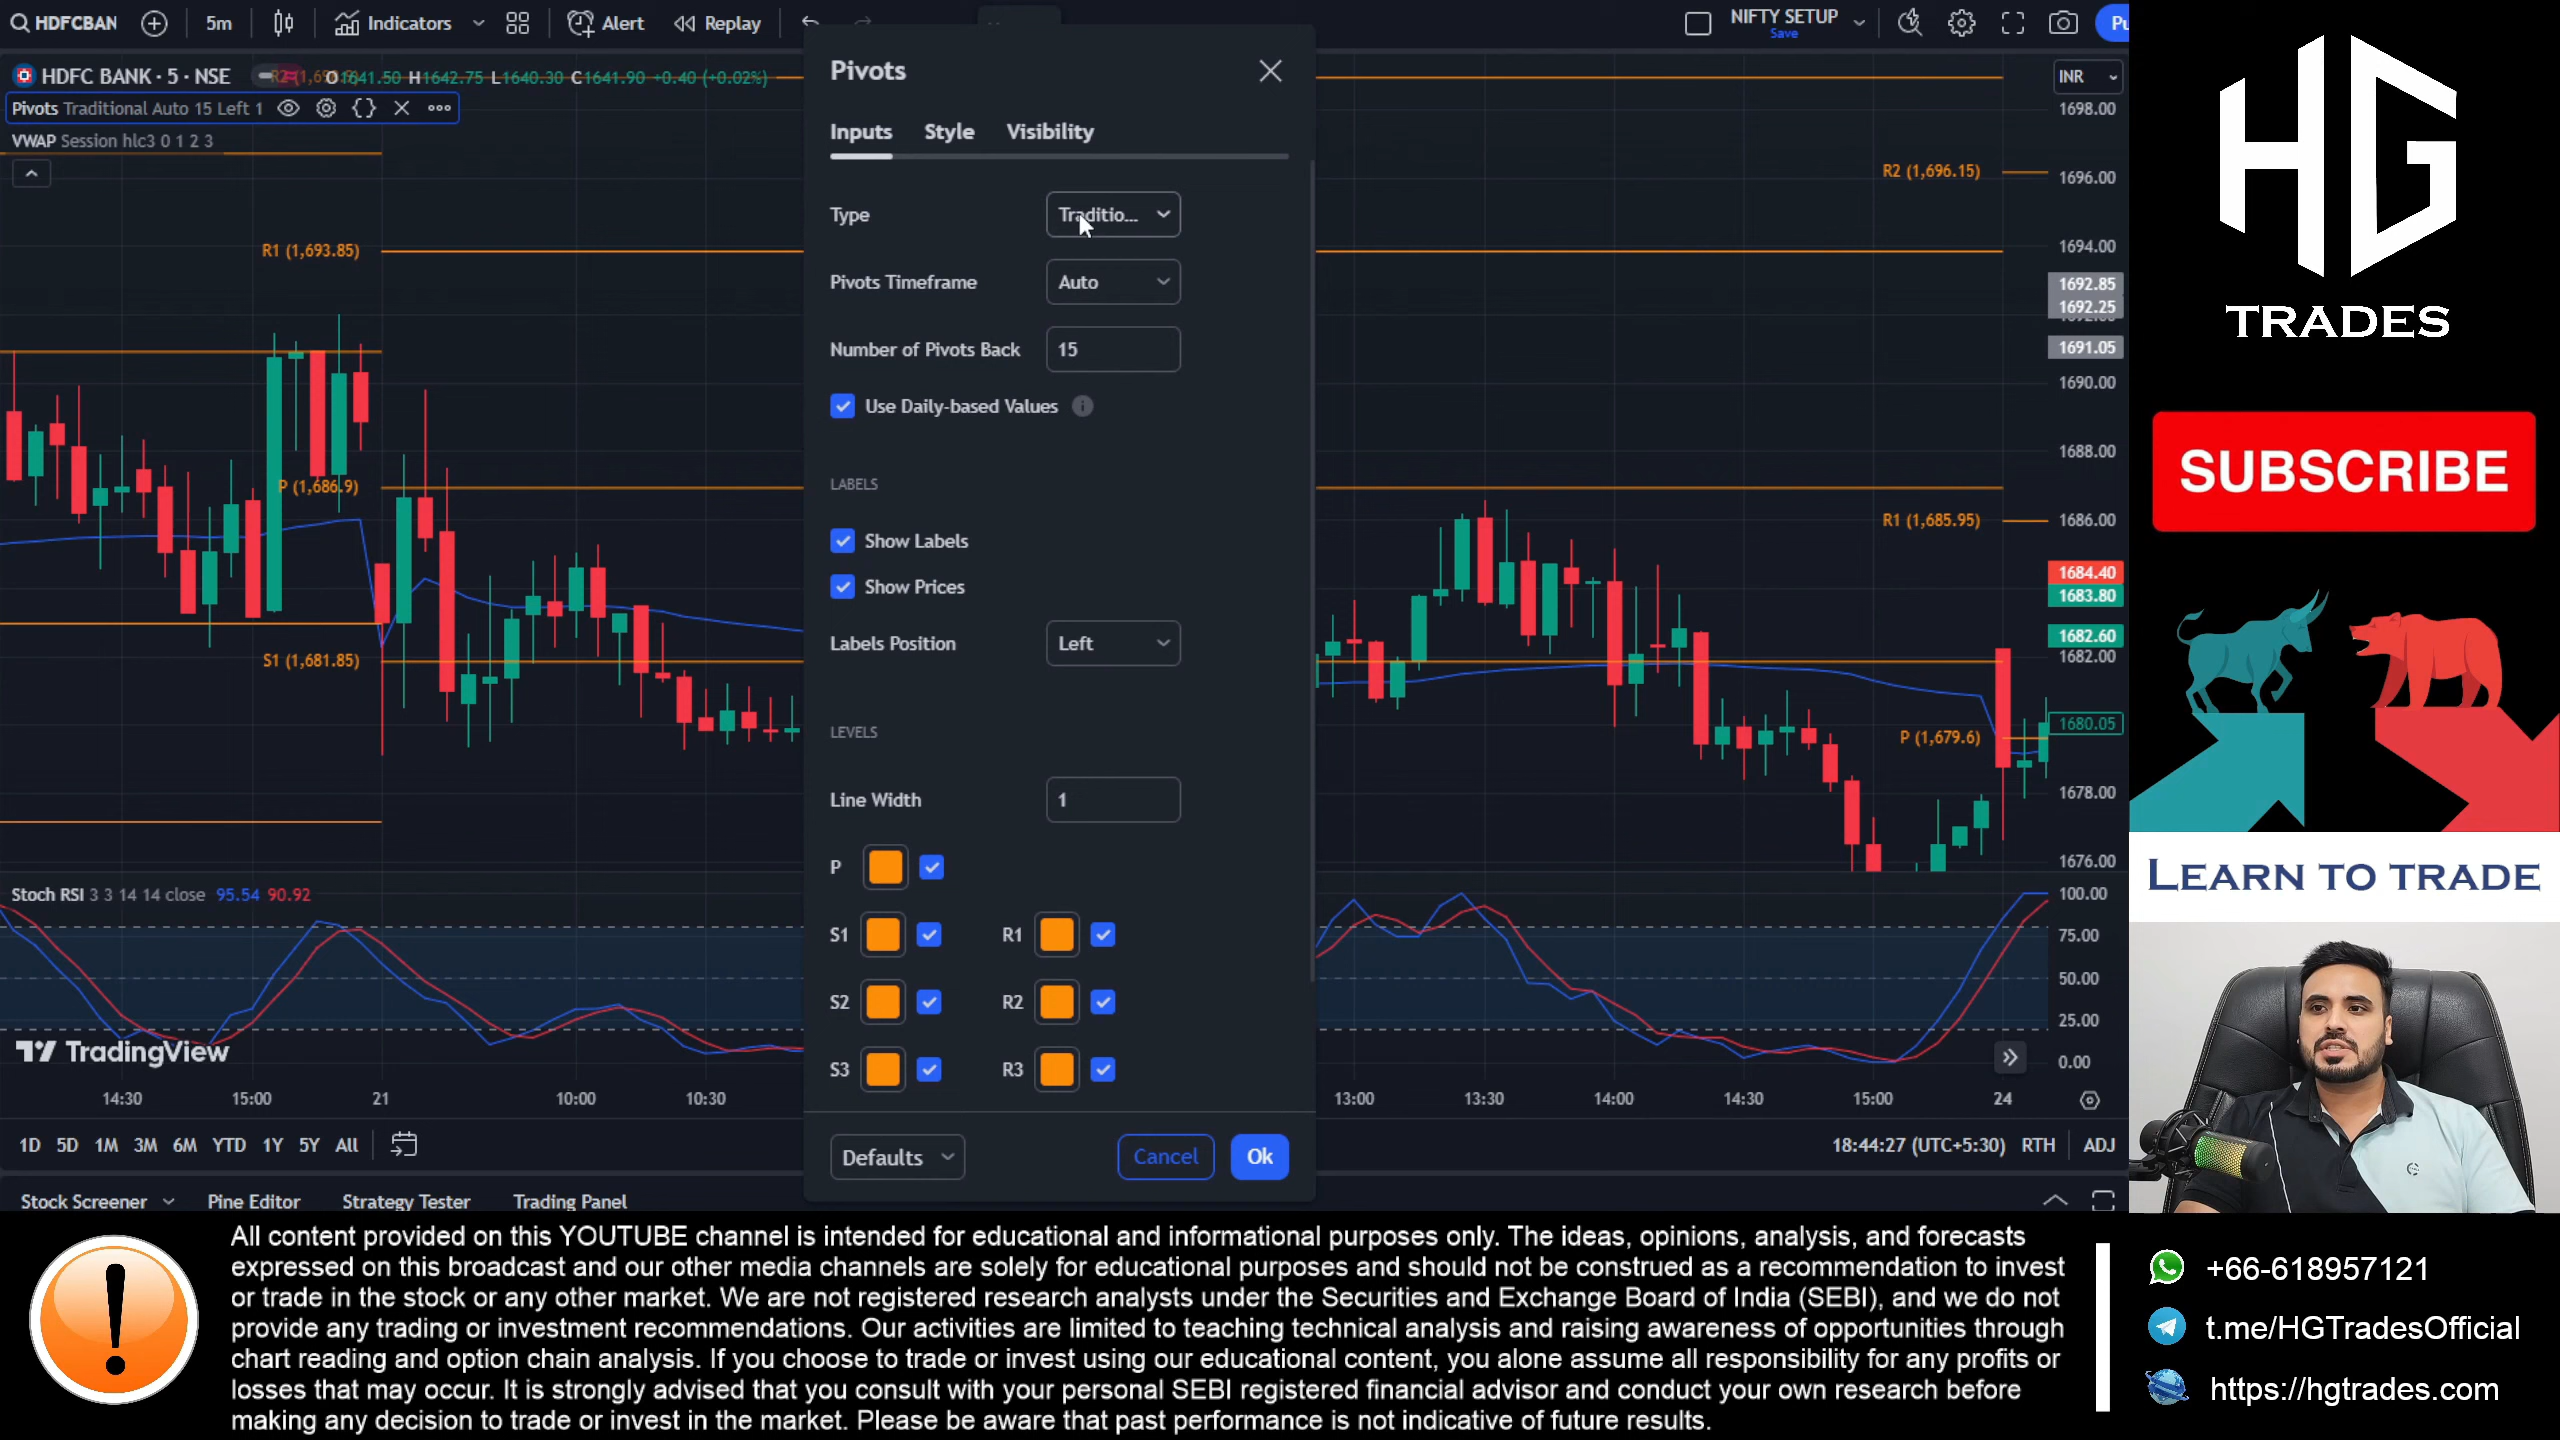 HDFCBAN
5m
Indicators
Alert
Replay
NIFTY SETUP
Save
Pu
HDFC BANK · 5 · NSE
O1641.50 H1642.75 L1640.30 C1641.90 +0.40 (+0.02%)
Pivots Traditional Auto 15 Left 1
VWAP Session hlc3 0 1 2 3
R1 (1,693.85)
P (1,686.9)
S1 (1,681.85)
Stoch RSI 3 3 14 14 close 95.54 90.92
TradingView
14:30
15:00
21
10:00
10:30
Pivots
Inputs
Style
Visibility
Type
Traditio...
Pivots Timeframe
Auto
Number of Pivots Back
15
Use Daily-based Values
LABELS
Show Labels
Show Prices
Labels Position
Left
LEVELS
Line Width
1
P
S1
R1
S2
R2
S3
R3
Defaults
Cancel
Ok
R2 (1,696.15)
R1 (1,685.95)
P (1,679.6)
INR
1698.00
1696.00
1694.00
1692.85
1692.25
1691.05
1690.00
1688.00
1686.00
1684.40
1683.80
1682.60
1682.00
1680.05
1678.00
1676.00
100.00
75.00
50.00
25.00
0.00
13:00
13:30
14:00
14:30
15:00
24
1D 5D 1M 3M 6M YTD 1Y 5Y All
18:44:27 (UTC+5:30) RTH ADJ
Stock Screener
Pine Editor
Strategy Tester
Trading Panel
HG
TRADES
SUBSCRIBE
LEARN TO TRADE
All content provided on this YOUTUBE channel is intended for educational and informational purposes only. The ideas, opinions, analysis, and forecasts
expressed on this broadcast and our other media channels are solely for educational purposes and should not be construed as a recommendation to invest
or trade in the stock or any other market. We are not registered research analysts under the Securities and Exchange Board of India (SEBI), and we do not
provide any trading or investment recommendations. Our activities are limited to teaching technical analysis and raising awareness of opportunities through
chart reading and option chain analysis. If you choose to trade or invest using our educational content, you alone assume all responsibility for any profits or
losses that may occur. It is strongly advised that you consult with your personal SEBI registered financial advisor and conduct your own research before
making any decision to trade or invest in the market. Please be aware that past performance is not indicative of future results.
+66-618957121
t.me/HGTradesOfficial
https://hgtrades.com